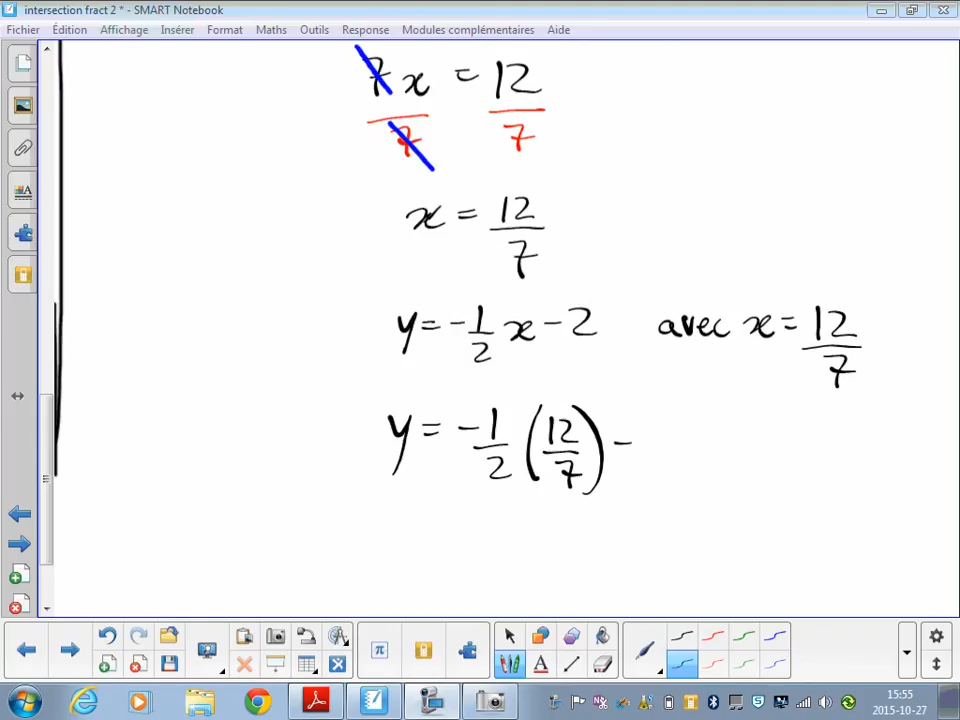 intersection fract 2 * - SMART Notebook
Fichier Édition Affichage Insérer Format Maths Outils Response Modules complémentaires Aide
7x = 12
7 7
x = 12
7
y = -1/2 x - 2 avec x = 12/7
y = -1/2 (12/7) -
15:55
2015-10-27